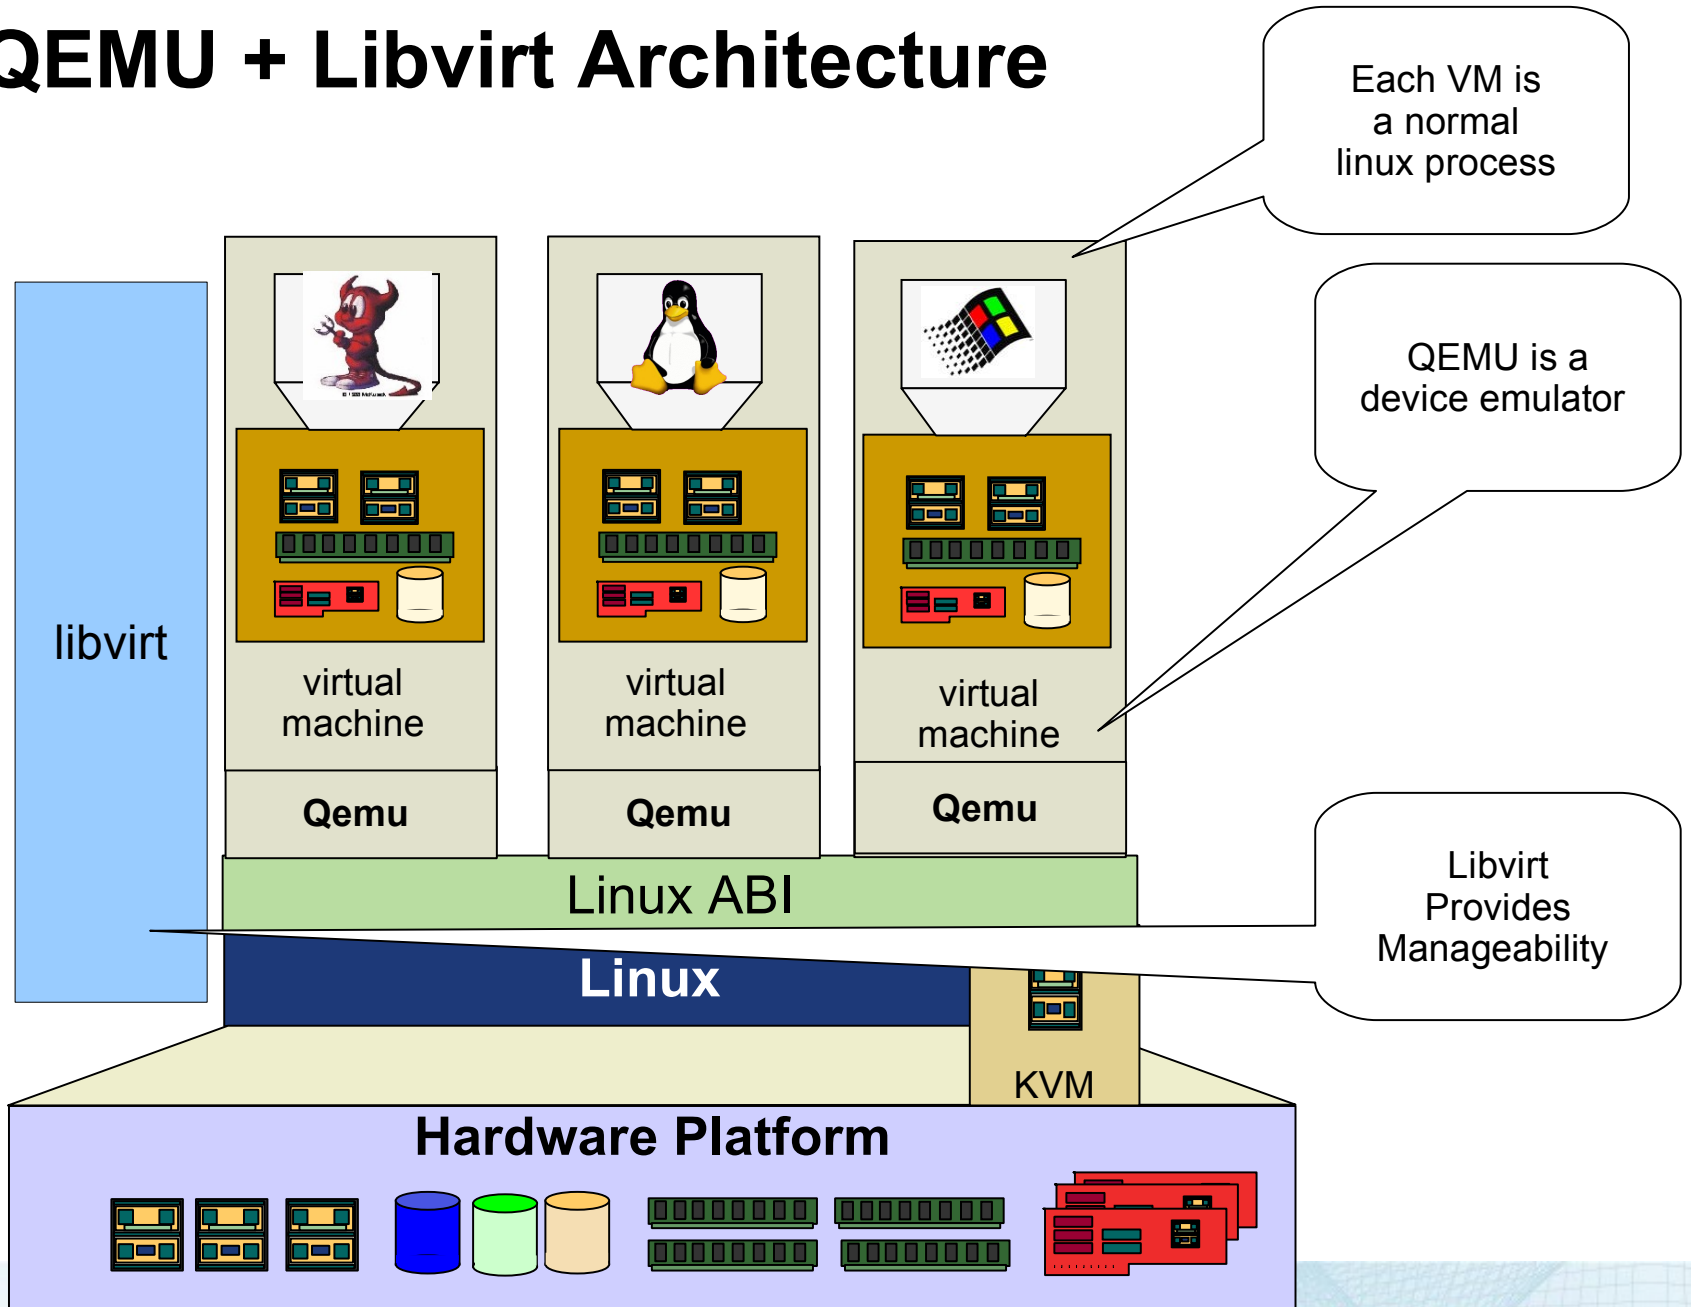 QEMU + Libvirt Architecture
Each VM is
a normal
linux process
QEMU is a
device emulator
libvirt
virtual
machine
virtual
machine
virtual
machine
Qemu
Qemu
Qemu
Linux ABI
Libvirt
Provides
Manageability
Linux
KVM
Hardware Platform